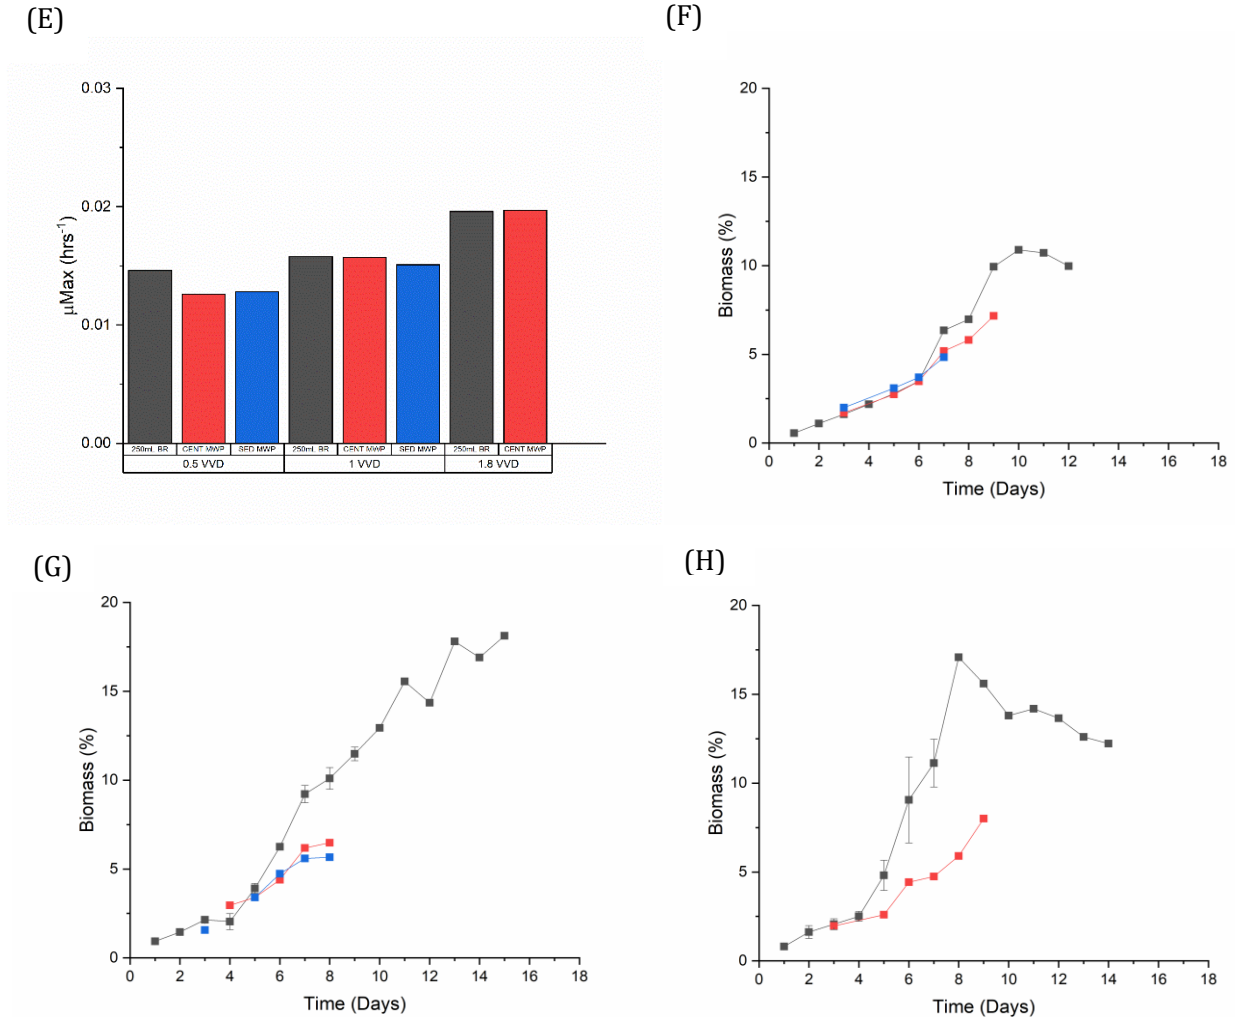 (E)
0.03
0.02
0.01
0.00
µMax (hrs-1)
250mL BR CENT MWP SED MWP 250mL BR CENT MWP SED MWP 250mL BR CENT MWP
0.5 VVD 1 VVD 1.8 VVD
(F)
20
15
10
5
0
Biomass (%)
0 2 4 6 8 10 12 14 16 18
Time (Days)
(G)
20
15
10
5
0
Biomass (%)
0 2 4 6 8 10 12 14 16 18
Time (Days)
(H)
20
15
10
5
0
Biomass (%)
0 2 4 6 8 10 12 14 16 18
Time (Days)